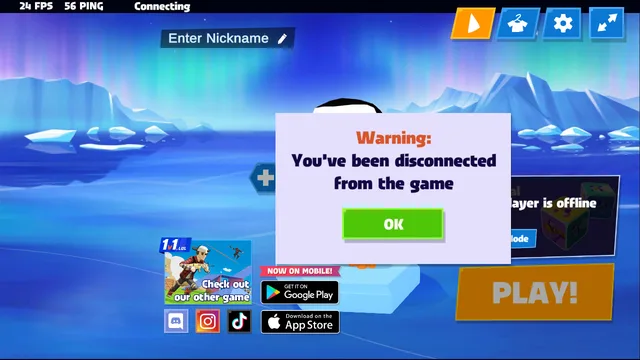 24 FPS 56 PING Connecting
2
Enter Nickname
Warning:
You've been disconnected
from the game
OK
ayer is offline
lode
PLAY!
1v1.LOL
Check out
our other game
NOW ON MOBILE!
GET IT ON
Google Play
Download on the
App Store